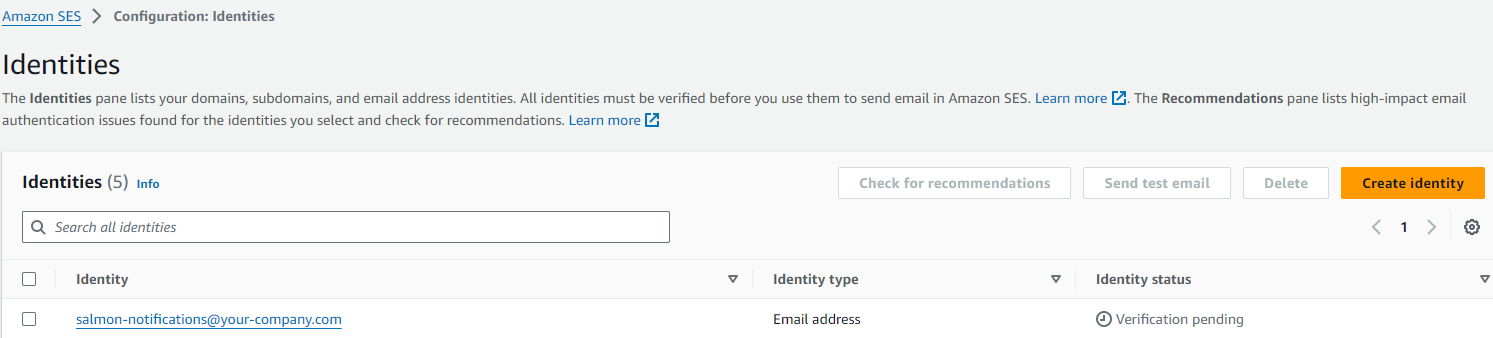 Amazon SES > Configuration: Identities
Identities
The Identities pane lists your domains, subdomains, and email address identities. All identities must be verified before you use them to send email in Amazon SES. Learn more. The Recommendations pane lists high-impact email
authentication issues found for the identities you select and check for recommendations. Learn more
Identities (5) Info Check for recommendations Send test email Delete Create identity
Search all identities < 1 >
Identity Identity type Identity status
salmon-notifications@your-company.com Email address Verification pending